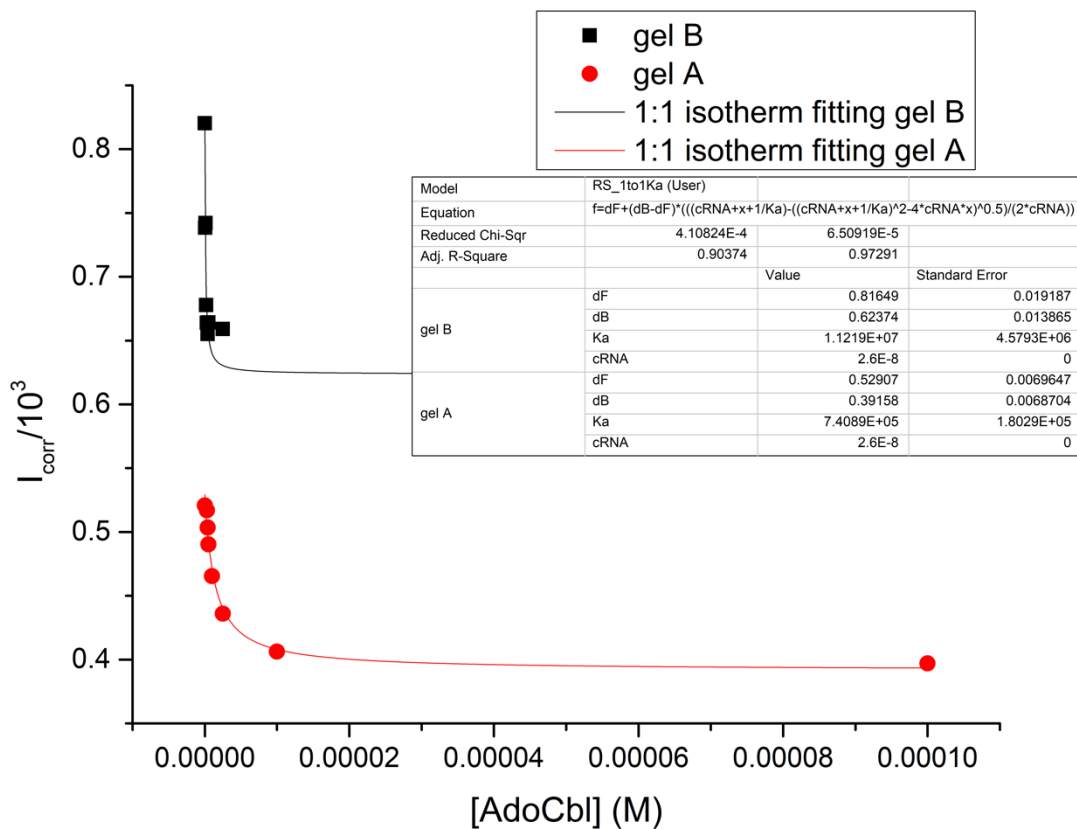 gel B
gel A
1:1 isotherm fitting gel B
1:1 isotherm fitting gel A
Model RS_1to1Ka (User)
Equation f=dF+(dB-dF)*(((cRNA+x+1/Ka)-((cRNA+x+1/Ka)^2-4*cRNA*x)^0.5)/(2*cRNA))
Reduced Chi-Sqr 4.10824E-4 6.50919E-5
Adj. R-Square 0.90374 0.97291
Value Standard Error
gel B dF 0.81649 0.019187
dB 0.62374 0.013865
Ka 1.1219E+07 4.5793E+06
cRNA 2.6E-8 0
gel A dF 0.52907 0.0069647
dB 0.39158 0.0068704
Ka 7.4089E+05 1.8029E+05
cRNA 2.6E-8 0
0.8
0.7
0.6
0.5
0.4
I_corr/10^3
0.00000 0.00002 0.00004 0.00006 0.00008 0.00010
[AdoCbl] (M)